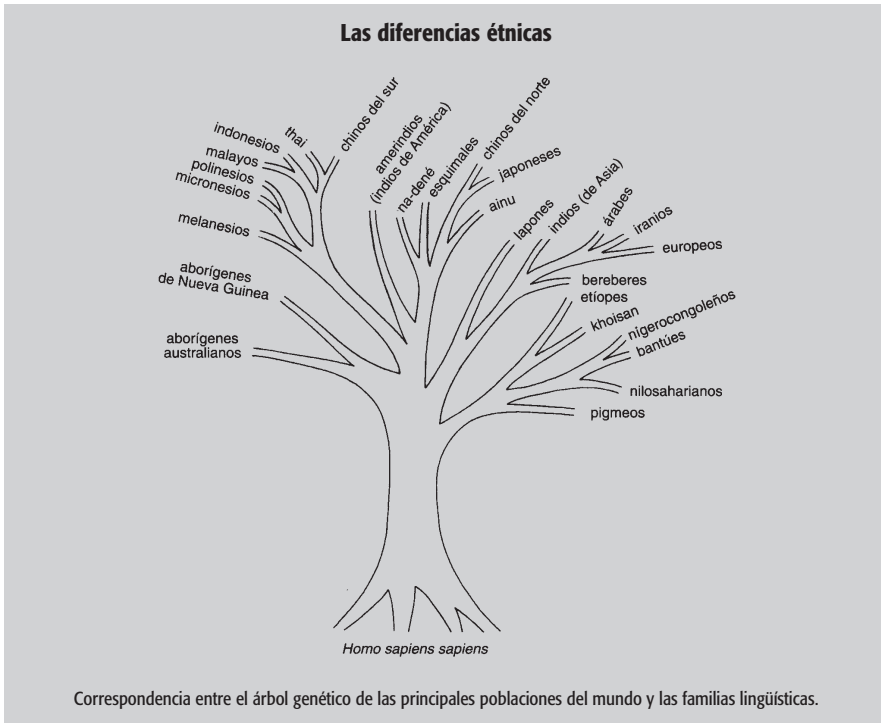 Las diferencias étnicas
indonesios
thai
chinos del sur
malayos
polinesios
micronesios
melanesios
aborígenes
de Nueva Guinea
aborígenes
australianos
amerindios
(indios de América)
na-dené
esquimales
chinos del norte
japoneses
ainu
lapones
indios (de Asia)
árabes
iranios
europeos
bereberes
etíopes
khoisan
nígerocongoleños
bantúes
nilosaharianos
pigmeos
Homo sapiens sapiens
Correspondencia entre el árbol genético de las principales poblaciones del mundo y las familias lingüísticas.